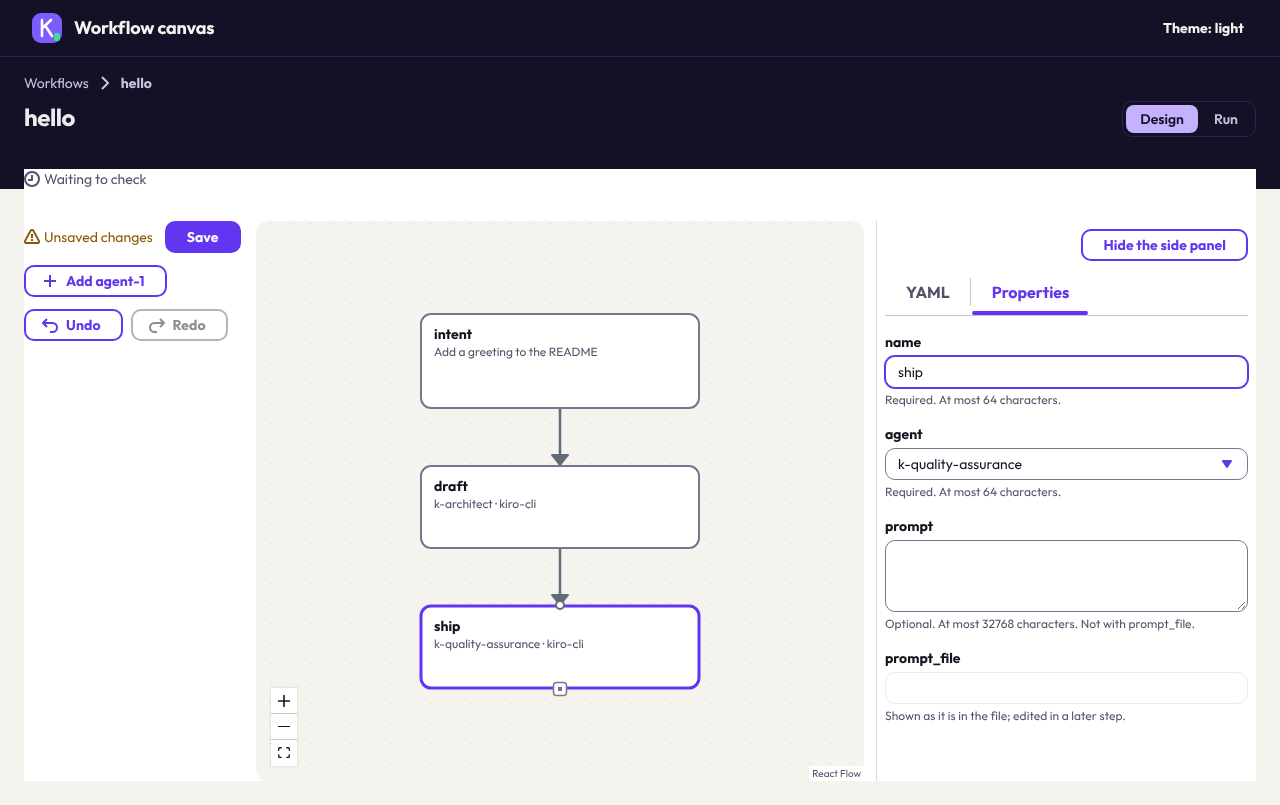 K
Workflow canvas
Theme: light
Workflows
hello
hello
Design
Run
Waiting to check
Unsaved changes
Save
Add agent-1
Undo
Redo
intent
Add a greeting to the README
draft
k-architect · kiro-cli
ship
k-quality-assurance · kiro-cli
React Flow
Hide the side panel
YAML
Properties
name
ship
Required. At most 64 characters.
agent
k-quality-assurance
Required. At most 64 characters.
prompt
Optional. At most 32768 characters. Not with prompt_file.
prompt_file
Shown as it is in the file; edited in a later step.